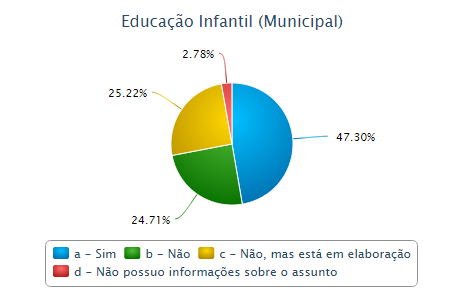 Educação Infantil (Municipal)
2.78%
25.22%
47.30%
24.71%
a - Sim b - Não c - Não, mas está em elaboração
d - Não possuo informações sobre o assunto